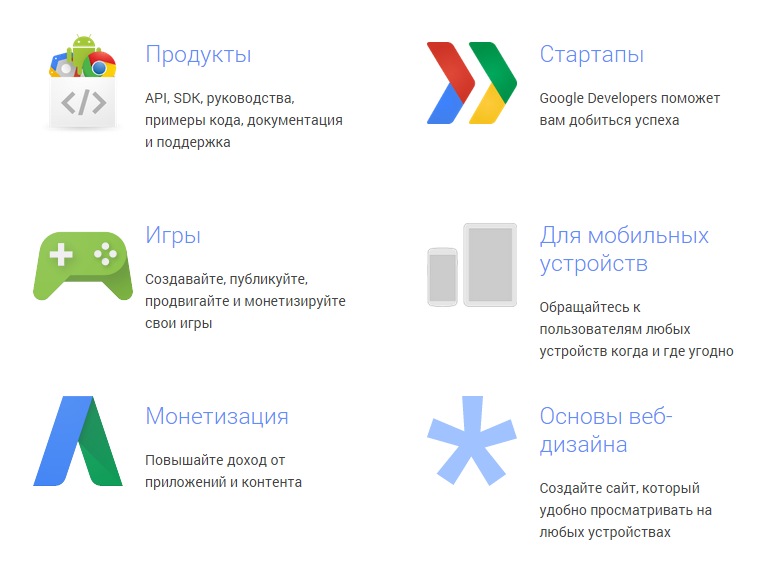 Продукты
API, SDK, руководства,
примеры кода, документация
и поддержка
Стартапы
Google Developers поможет
вам добиться успеха
Игры
Создавайте, публикуйте,
продвигайте и монетизируйте
свои игры
Для мобильных
устройств
Обращайтесь к
пользователям любых
устройств когда и где угодно
Монетизация
Повышайте доход от
приложений и контента
Основы веб-
дизайна
Создайте сайт, который
удобно просматривать на
любых устройствах